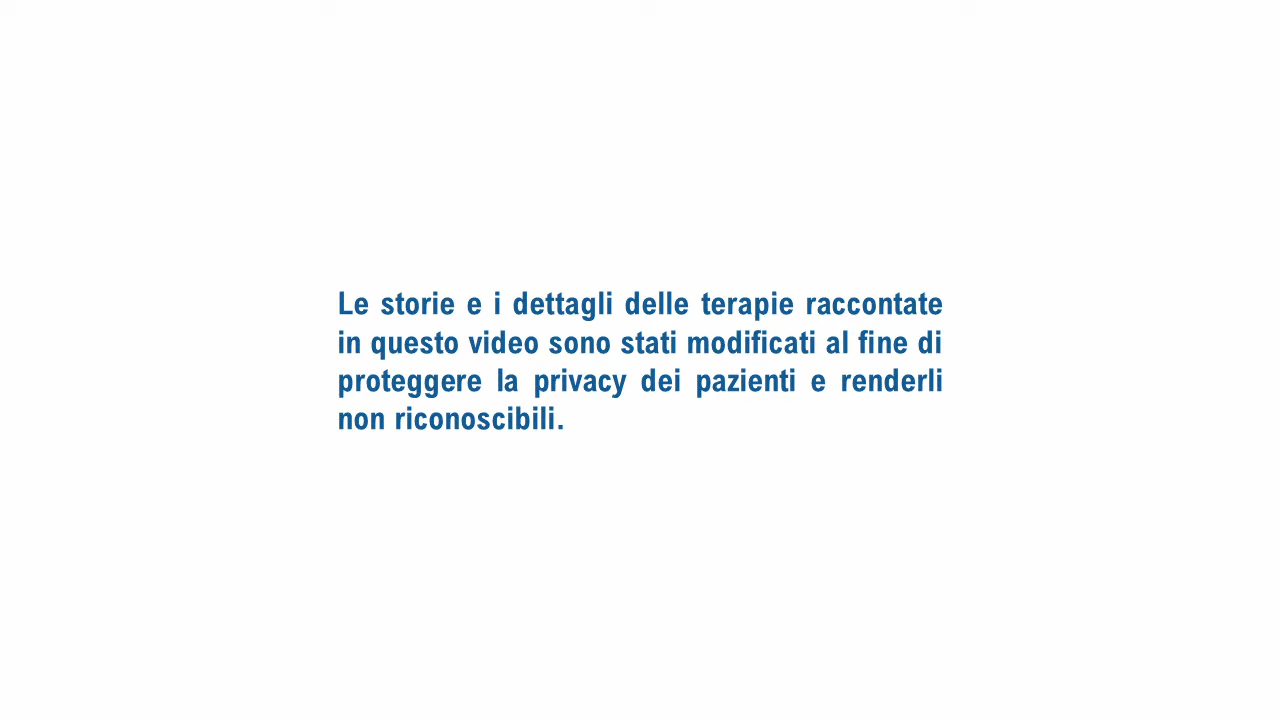 Le storie e i dettagli delle terapie raccontate
in questo video sono stati modificati al fine di
proteggere la privacy dei pazienti e renderli
non riconoscibili.